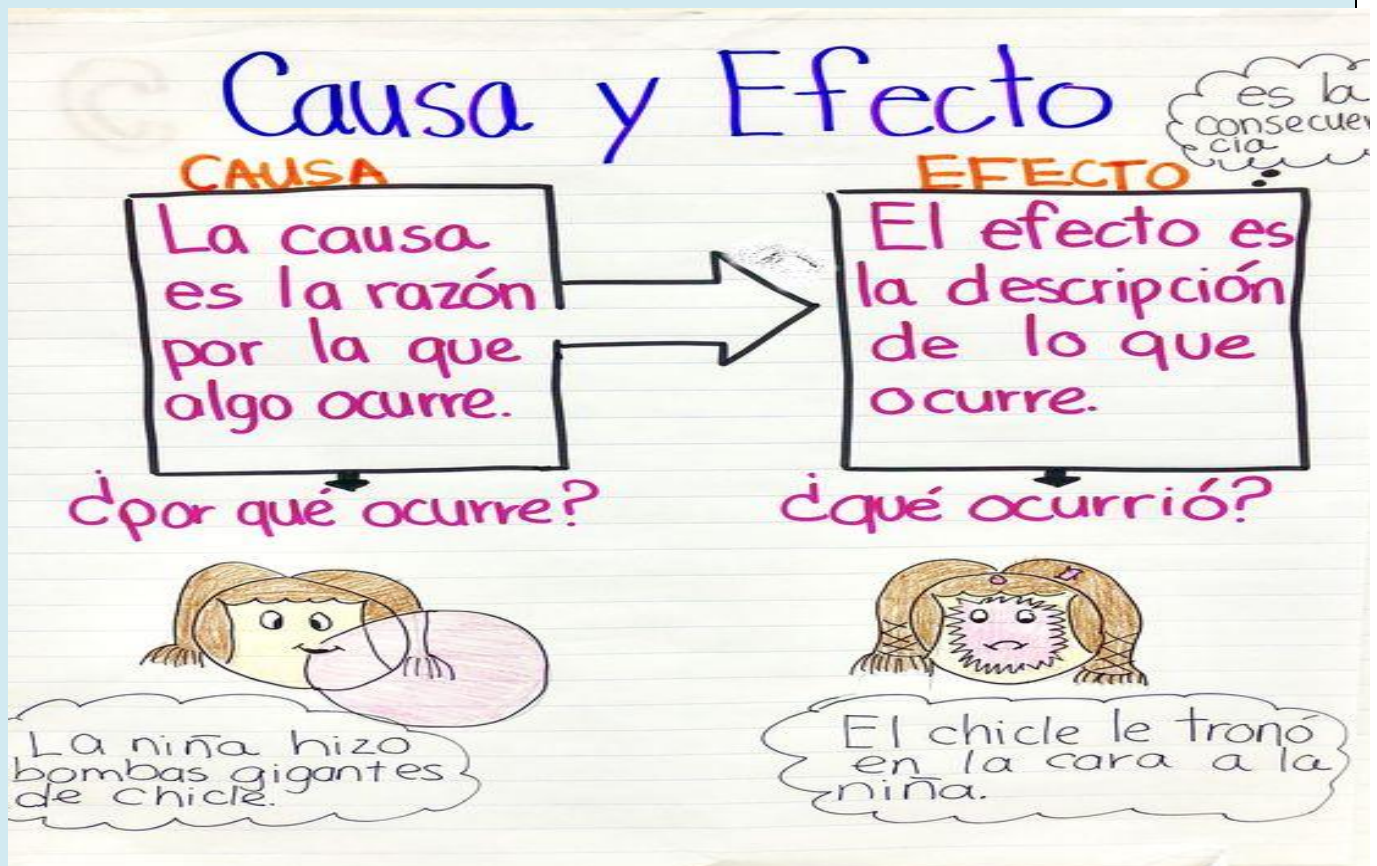 Causa y Efecto
es la
consecuen
cia
CAUSA
La causa
es la razón
por la que
algo ocurre.
¿por qué ocurre?
La niña hizo
bombas gigantes
de chicle.
EFECTO
El efecto es
la descripción
de lo que
ocurre.
¿qué ocurrió?
El chicle le tronó
en la cara a la
niña.